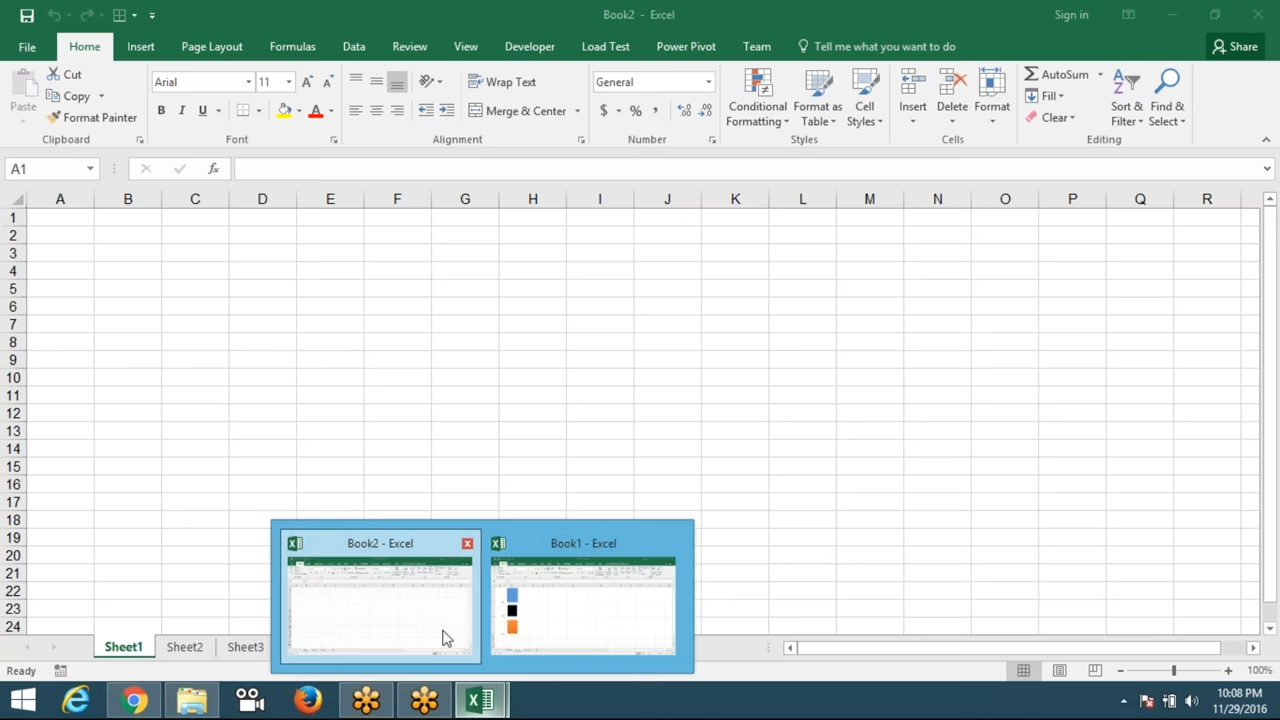 Book2 - Excel
Sign in
File Home Insert Page Layout Formulas Data Review View Developer Load Test Power Pivot Team Tell me what you want to do Share
Paste
Cut
Copy
Format Painter
Clipboard
Arial 11
B I U
Font
Wrap Text
Merge & Center
Alignment
General
$ % ,
Number
Conditional Formatting
Format as Table
Cell Styles
Styles
Insert
Delete
Format
Cells
AutoSum
Fill
Clear
Sort & Filter
Find & Select
Editing
A1
fx
A B C D E F G H I J K L M N O P Q R
1
2
3
4
5
6
7
8
9
10
11
12
13
14
15
16
17
18
19
20
21
22
23
24
Book2 - Excel
Book1 - Excel
Sheet1 Sheet2 Sheet3
Ready
100%
10:08 PM
11/29/2016